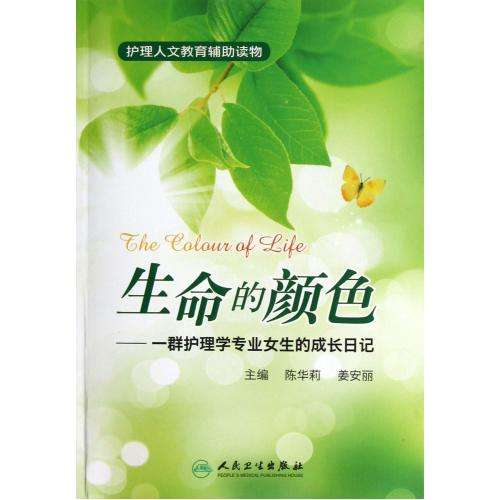 护理人文教育辅助读物
The Colour of Life
生命的颜色
——一群护理学专业女生的成长日记
主编 陈华莉 姜安丽
人民卫生出版社
PEOPLE'S MEDICAL PUBLISHING HOUSE